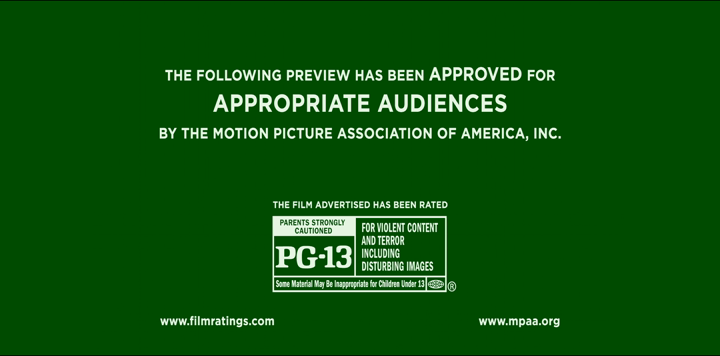 THE FOLLOWING PREVIEW HAS BEEN APPROVED FOR
APPROPRIATE AUDIENCES
BY THE MOTION PICTURE ASSOCIATION OF AMERICA, INC.
THE FILM ADVERTISED HAS BEEN RATED
PARENTS STRONGLY
CAUTIONED
PG-13
FOR VIOLENT CONTENT
AND TERROR
INCLUDING
DISTURBING IMAGES
Some Material May Be Inappropriate for Children Under 13
®
www.filmratings.com
www.mpaa.org